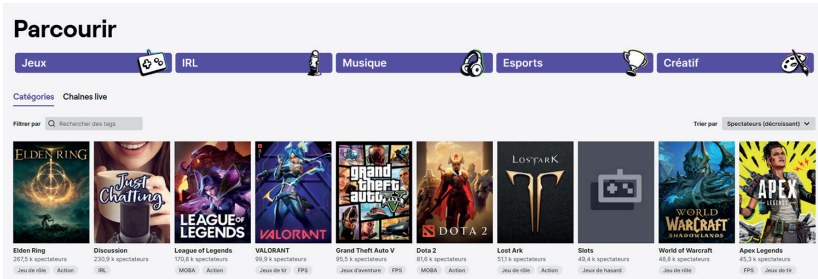 Parcourir
Jeux IRL Musique Esports Créatif
Catégories Chaînes live
Filtrer par Rechercher des tags Trier par Spectateurs (décroissant)
ELDEN RING Just Chatting LEAGUE OF LEGENDS VALORANT grand theft auto V DOTA 2 LOST ARK WORLD WARCRAFT SHADOWLANDS APEX LEGENDS
Elden Ring Discussion League of Legends VALORANT Grand Theft Auto V Dota 2 Lost Ark Slots World of Warcraft Apex Legends
267,5 k spectateurs 230,9 k spectateurs 170,8 k spectateurs 99,9 k spectateurs 95,5 k spectateurs 81,6 k spectateurs 51,1 k spectateurs 49,4 k spectateurs 48,8 k spectateurs 45,3 k spectateurs
Jeu de rôle Action IRL MOBA Action Jeux de tir FPS Jeux d'aventure FPS MOBA Action Jeu de rôle Action Jeux de hasard Jeu de rôle FPS Jeux de tir